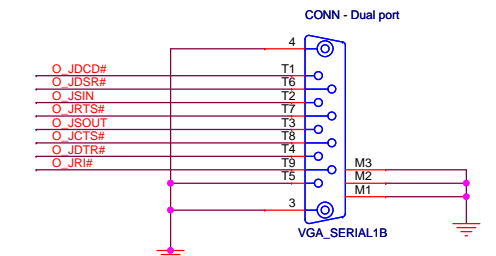 CONN - Dual port
4
O_JDCD# T1
O_JDSR# T6
O_JSIN T2
O_JRTS# T7
O_JSOUT T3
O_JCTS# T8
O_JDTR# T4
O_JRI# T9 M3
T5 M2
M1
3
VGA_SERIAL1B